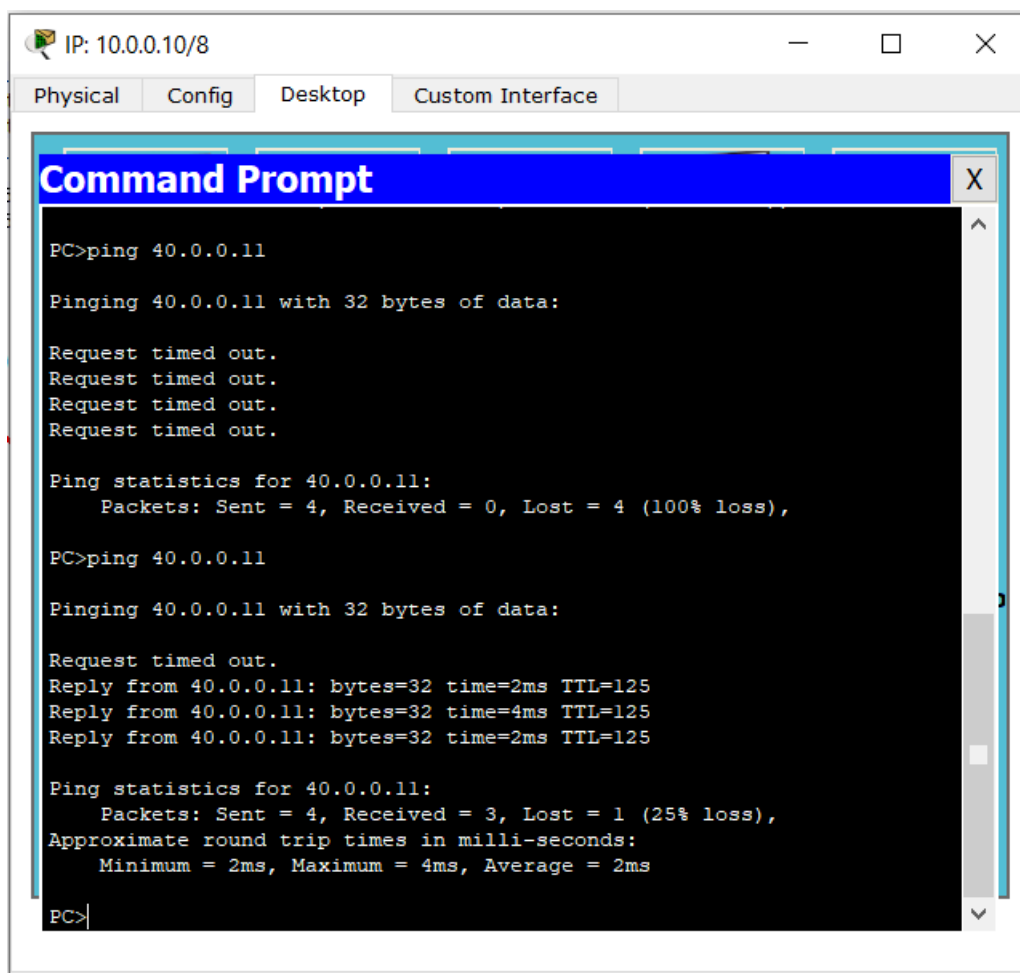 IP: 10.0.0.10/8
Physical Config Desktop Custom Interface
Command Prompt X
PC>ping 40.0.0.11
Pinging 40.0.0.11 with 32 bytes of data:
Request timed out.
Request timed out.
Request timed out.
Request timed out.
Ping statistics for 40.0.0.11:
Packets: Sent = 4, Received = 0, Lost = 4 (100% loss),
PC>ping 40.0.0.11
Pinging 40.0.0.11 with 32 bytes of data:
Request timed out.
Reply from 40.0.0.11: bytes=32 time=2ms TTL=125
Reply from 40.0.0.11: bytes=32 time=4ms TTL=125
Reply from 40.0.0.11: bytes=32 time=2ms TTL=125
Ping statistics for 40.0.0.11:
Packets: Sent = 4, Received = 3, Lost = 1 (25% loss),
Approximate round trip times in milli-seconds:
Minimum = 2ms, Maximum = 4ms, Average = 2ms
PC>